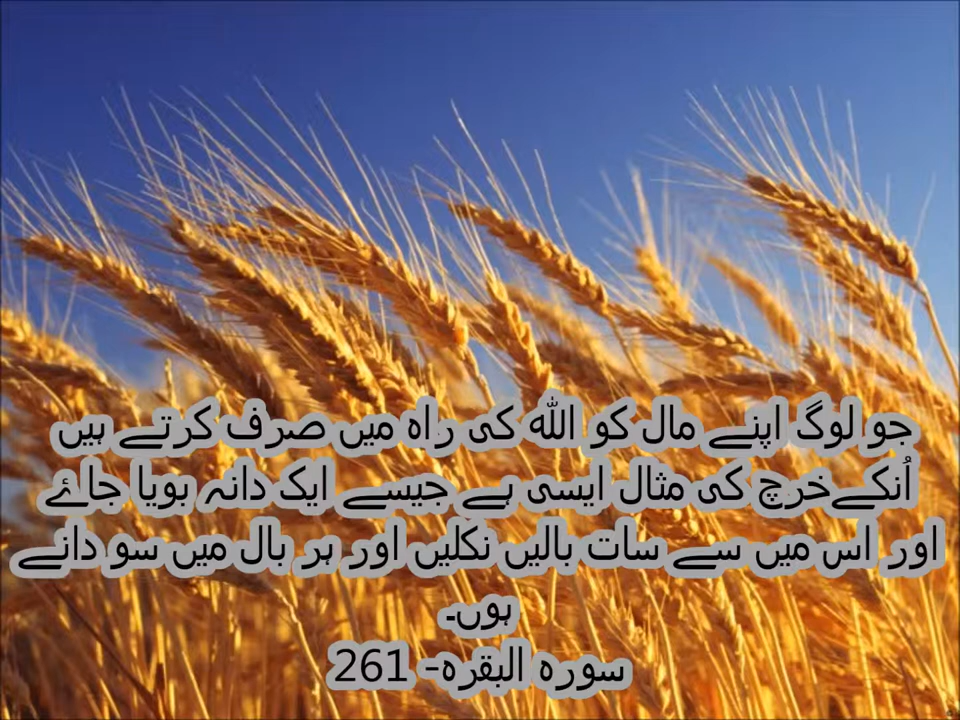 جو لوگ اپنے مال کو اللہ کی راہ میں صرف کرتے ہیں
اُنکےخرچ کی مثال ایسی ہے جیسے ایک دانہ بویا جاۓ
اور اس میں سے سات بالیں نکلیں اور ہر بال میں سو دانے
ہوں۔
سورہ البقرہ- 261